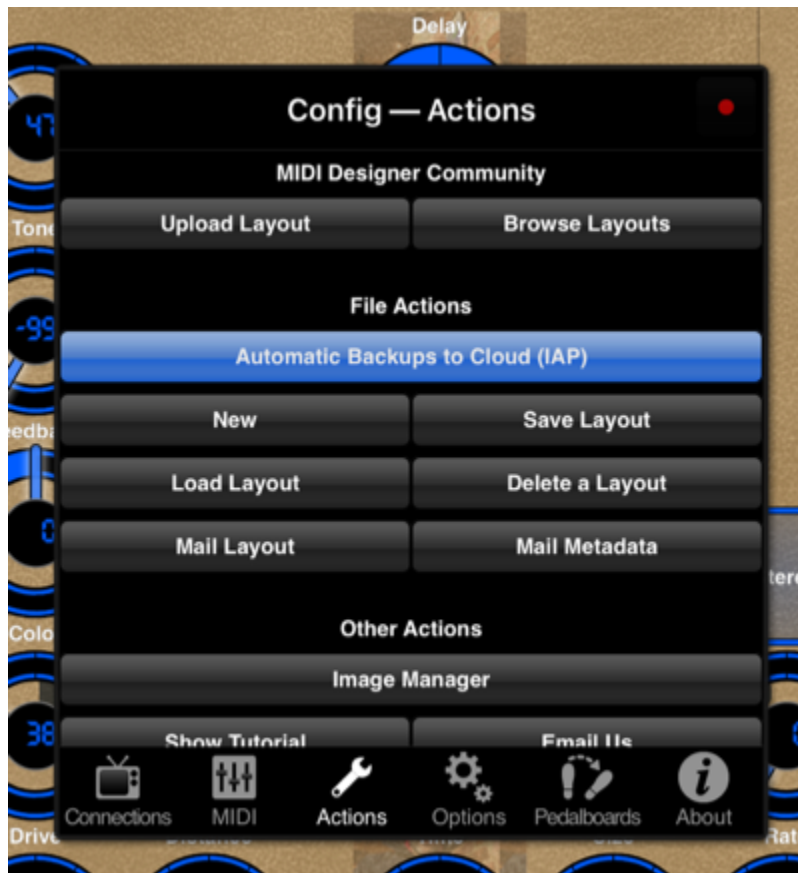 Delay
Config — Actions
47
MIDI Designer Community
Upload Layout
Browse Layouts
Tone
File Actions
-99
Automatic Backups to Cloud (IAP)
New
Save Layout
Load Layout
Delete a Layout
0
Mail Layout
Mail Metadata
Other Actions
Image Manager
38
Show Tutorial
Email Us
Connections
MIDI
Actions
Options
Pedalboards
About
Drive
Distance
Size